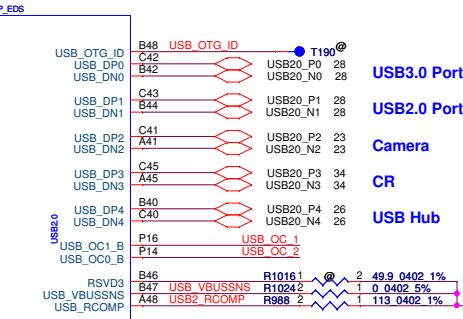 P_EDS
USB_OTG_ID B48 USB_OTG_ID T190 @
USB_DP0 C42 USB20_P0 28
USB_DN0 B42 USB20_N0 28
USB3.0 Port
USB_DP1 C43 USB20_P1 28
USB_DN1 B44 USB20_N1 28
USB2.0 Port
USB_DP2 C41 USB20_P2 23
USB_DN2 A41 USB20_N2 23
Camera
USB_DP3 C45 USB20_P3 34
USB_DN3 A45 USB20_N3 34
CR
USB_DP4 B40 USB20_P4 26
USB_DN4 C40 USB20_N4 26
USB Hub
USB2.0
USB_OC1_B P16 USB_OC_1
USB_OC0_B P14 USB_OC_2
RSVD3 B46 R1016 1 @ 2 49.9_0402_1%
USB_VBUSSNS B47 USB_VBUSSNS R1024 2 1 0_0402_5%
USB_RCOMP A48 USB2_RCOMP R988 2 1 113_0402_1%